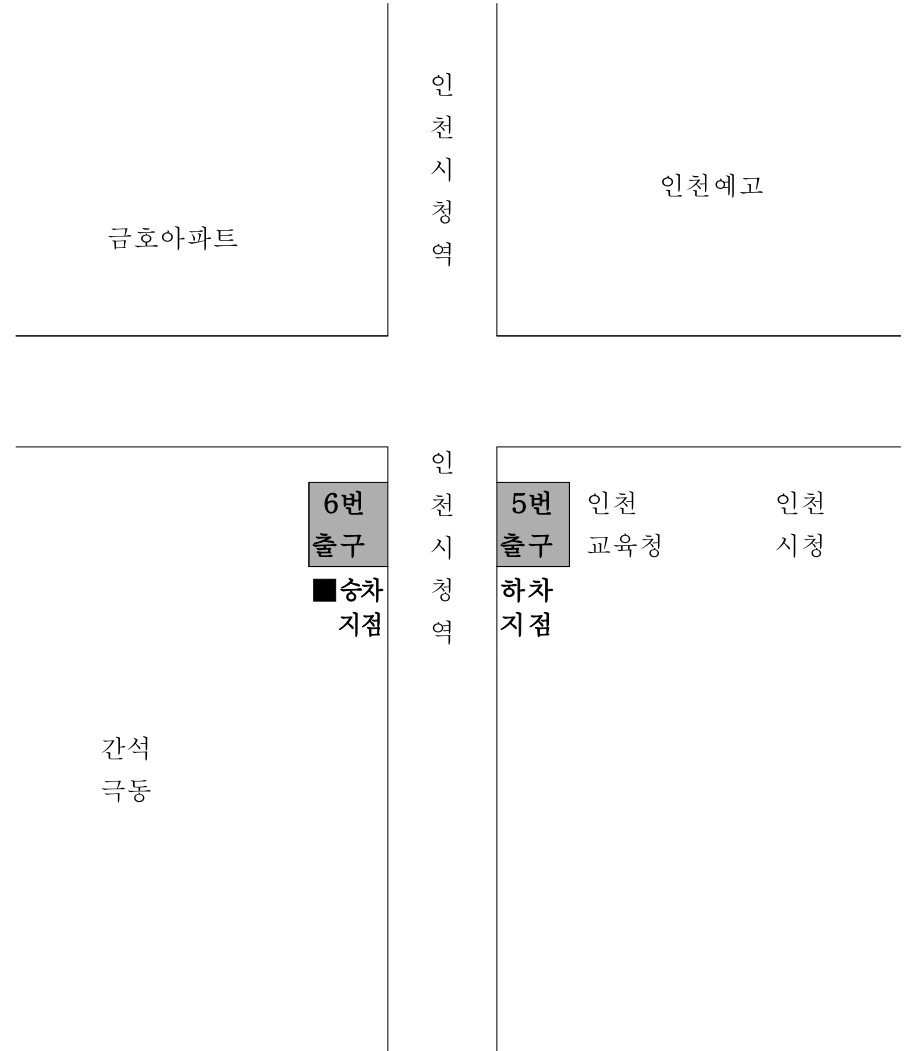 인
천
시
청
역
인천예고
금호아파트
인
천
시
청
역
6번
출구
5번
출구
인천
교육청
인천
시청
■승차
지점
하차
지점
간석
극동